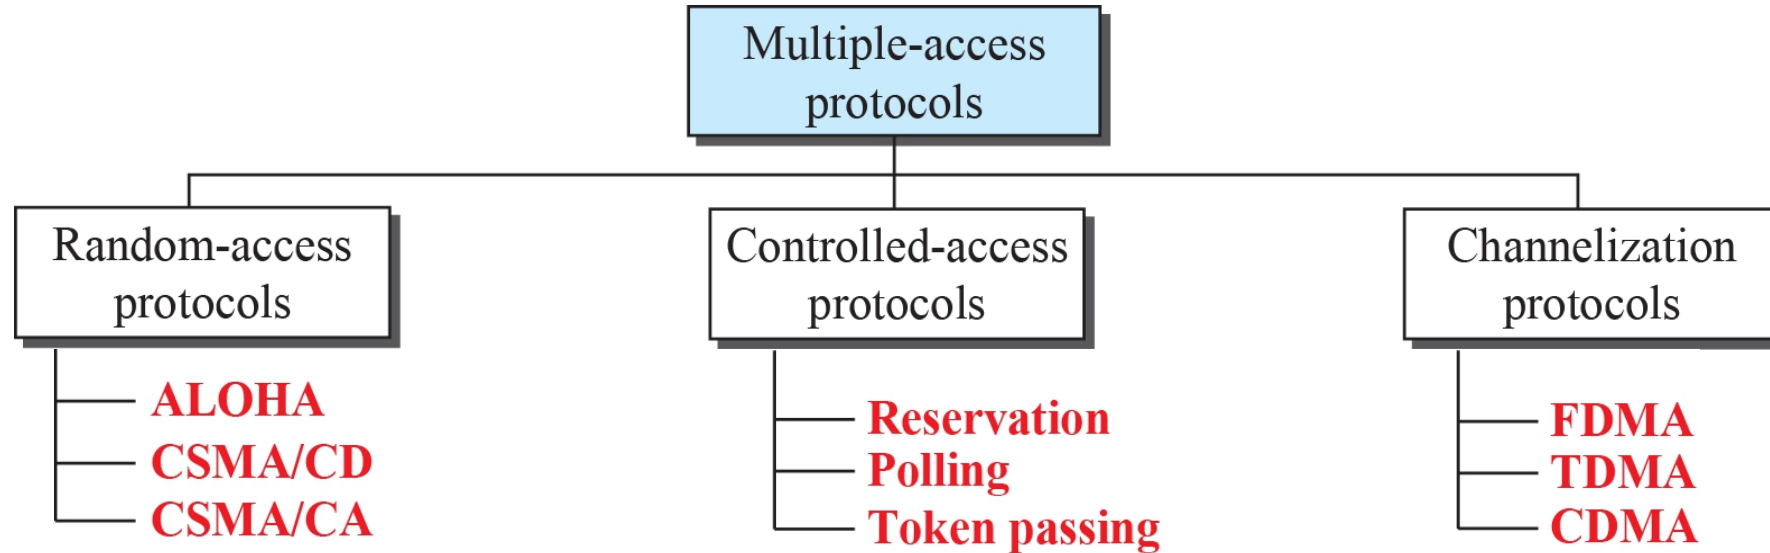 Multiple-access
protocols
Random-access
protocols
ALOHA
CSMA/CD
CSMA/CA
Controlled-access
protocols
Reservation
Polling
Token passing
Channelization
protocols
FDMA
TDMA
CDMA